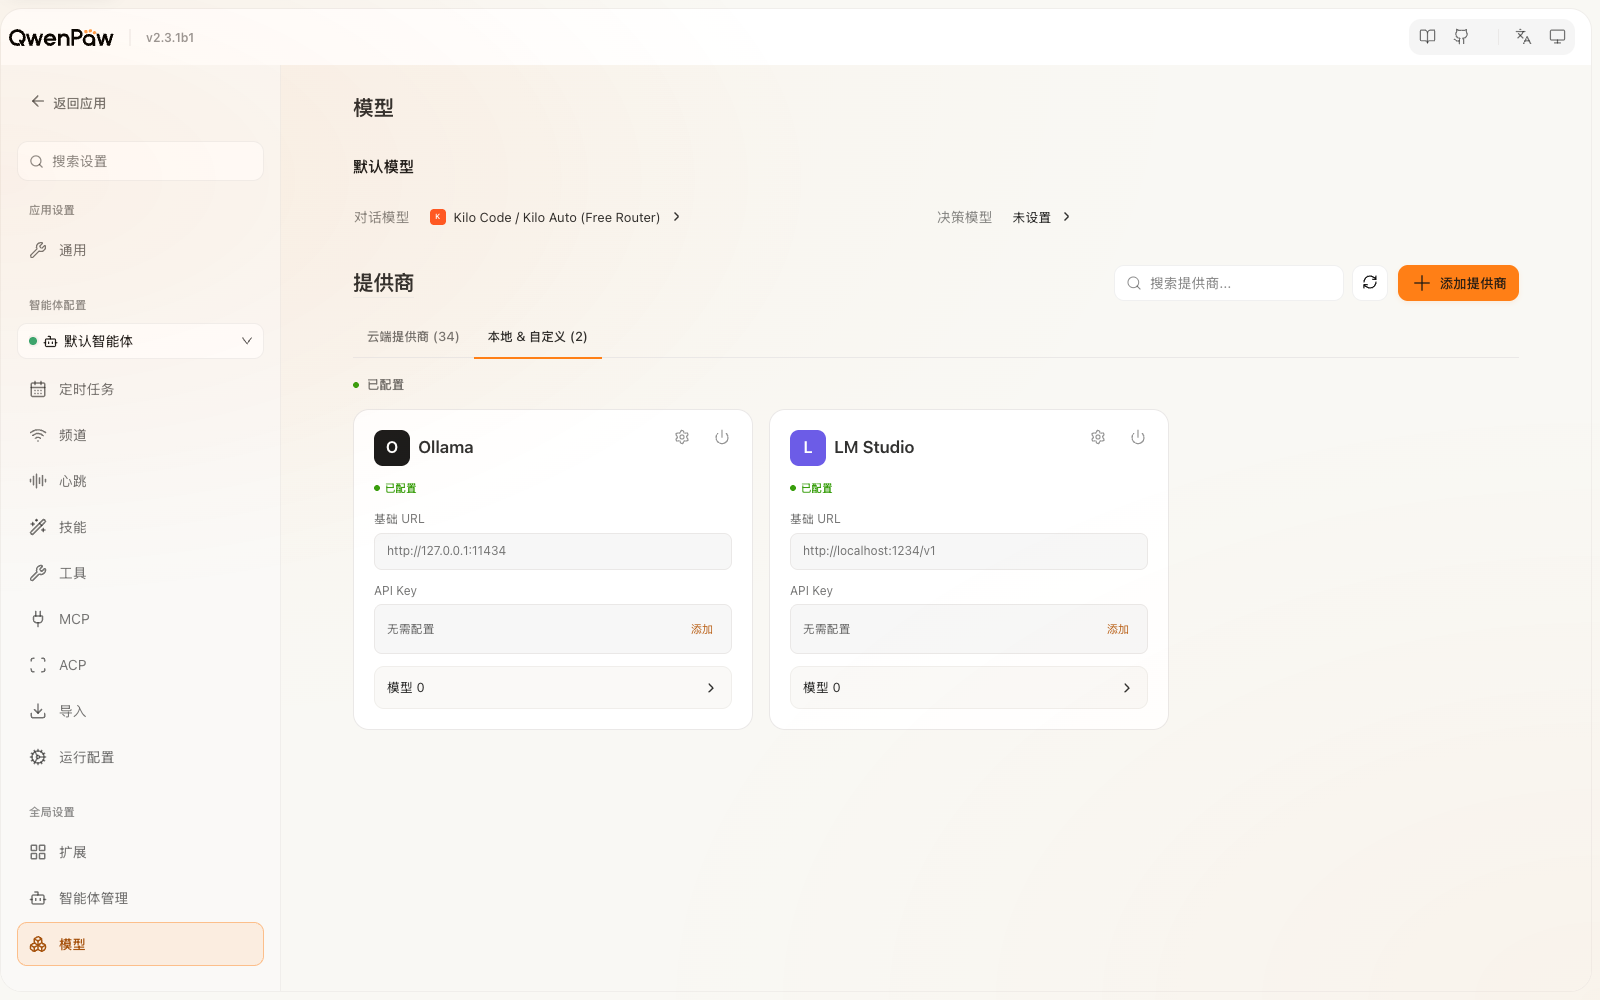 QwenPaw
v2.3.1b1
返回应用
搜索设置
应用设置
通用
智能体配置
默认智能体
定时任务
频道
心跳
技能
工具
MCP
ACP
导入
运行配置
全局设置
扩展
智能体管理
模型
模型
默认模型
对话模型 K Kilo Code / Kilo Auto (Free Router)
决策模型 未设置
提供商
搜索提供商...
添加提供商
云端提供商 (34)
本地 & 自定义 (2)
已配置
O Ollama
已配置
基础 URL
http://127.0.0.1:11434
API Key
无需配置 添加
模型 0
L LM Studio
已配置
基础 URL
http://localhost:1234/v1
API Key
无需配置 添加
模型 0